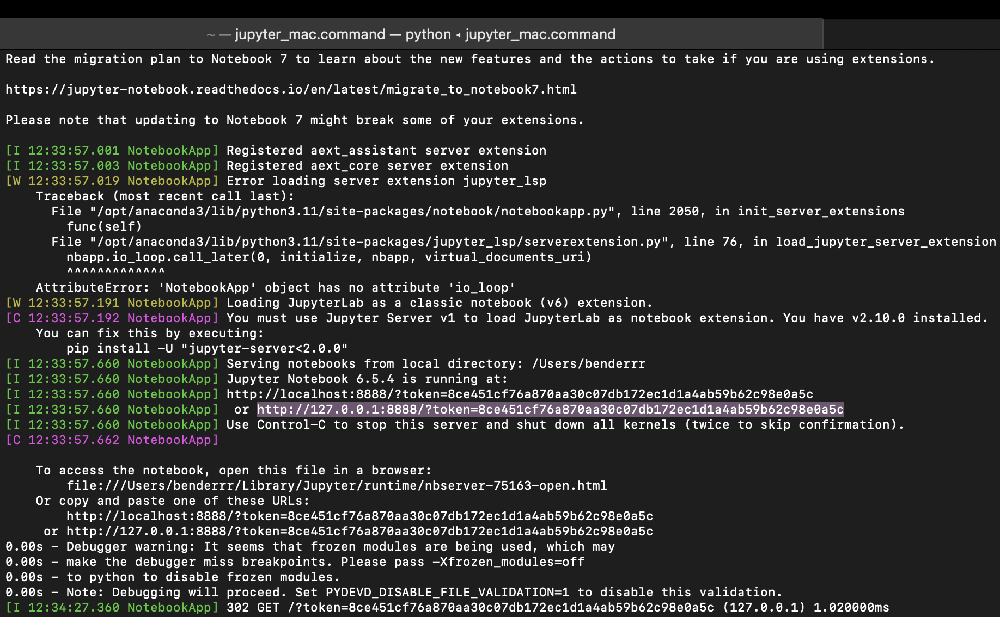 ~ — jupyter_mac.command — python ◂ jupyter_mac.command
Read the migration plan to Notebook 7 to learn about the new features and the actions to take if you are using extensions.
https://jupyter-notebook.readthedocs.io/en/latest/migrate_to_notebook7.html
Please note that updating to Notebook 7 might break some of your extensions.
[I 12:33:57.001 NotebookApp] Registered aext_assistant server extension
[I 12:33:57.003 NotebookApp] Registered aext_core server extension
[W 12:33:57.019 NotebookApp] Error loading server extension jupyter_lsp
Traceback (most recent call last):
File "/opt/anaconda3/lib/python3.11/site-packages/notebook/notebookapp.py", line 2050, in init_server_extensions
func(self)
File "/opt/anaconda3/lib/python3.11/site-packages/jupyter_lsp/serverextension.py", line 76, in load_jupyter_server_extension
nbapp.io_loop.call_later(0, initialize, nbapp, virtual_documents_uri)
^^^^^^^^^^^^^
AttributeError: 'NotebookApp' object has no attribute 'io_loop'
[W 12:33:57.191 NotebookApp] Loading JupyterLab as a classic notebook (v6) extension.
[C 12:33:57.192 NotebookApp] You must use Jupyter Server v1 to load JupyterLab as notebook extension. You have v2.10.0 installed.
You can fix this by executing:
pip install -U "jupyter-server<2.0.0"
[I 12:33:57.660 NotebookApp] Serving notebooks from local directory: /Users/benderrr
[I 12:33:57.660 NotebookApp] Jupyter Notebook 6.5.4 is running at:
[I 12:33:57.660 NotebookApp] http://localhost:8888/?token=8ce451cf76a870aa30c07db172ec1d1a4ab59b62c98e0a5c
[I 12:33:57.660 NotebookApp]  or http://127.0.0.1:8888/?token=8ce451cf76a870aa30c07db172ec1d1a4ab59b62c98e0a5c
[I 12:33:57.660 NotebookApp] Use Control-C to stop this server and shut down all kernels (twice to skip confirmation).
[C 12:33:57.662 NotebookApp]
To access the notebook, open this file in a browser:
file:///Users/benderrr/Library/Jupyter/runtime/nbserver-75163-open.html
Or copy and paste one of these URLs:
http://localhost:8888/?token=8ce451cf76a870aa30c07db172ec1d1a4ab59b62c98e0a5c
or http://127.0.0.1:8888/?token=8ce451cf76a870aa30c07db172ec1d1a4ab59b62c98e0a5c
0.00s - Debugger warning: It seems that frozen modules are being used, which may
0.00s - make the debugger miss breakpoints. Please pass -Xfrozen_modules=off
0.00s - to python to disable frozen modules.
0.00s - Note: Debugging will proceed. Set PYDEVD_DISABLE_FILE_VALIDATION=1 to disable this validation.
[I 12:34:27.360 NotebookApp] 302 GET /?token=8ce451cf76a870aa30c07db172ec1d1a4ab59b62c98e0a5c (127.0.0.1) 1.020000ms